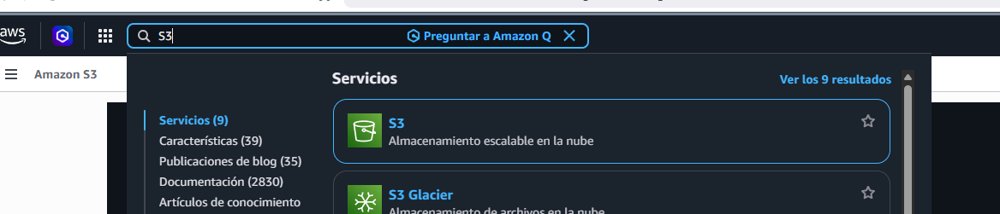 aws
S3
Preguntar a Amazon Q
Amazon S3
Servicios
Ver los 9 resultados
Servicios (9)
Características (39)
Publicaciones de blog (35)
Documentación (2830)
Artículos de conocimiento
S3
Almacenamiento escalable en la nube
S3 Glacier
Almacenamiento de archivos en la nube